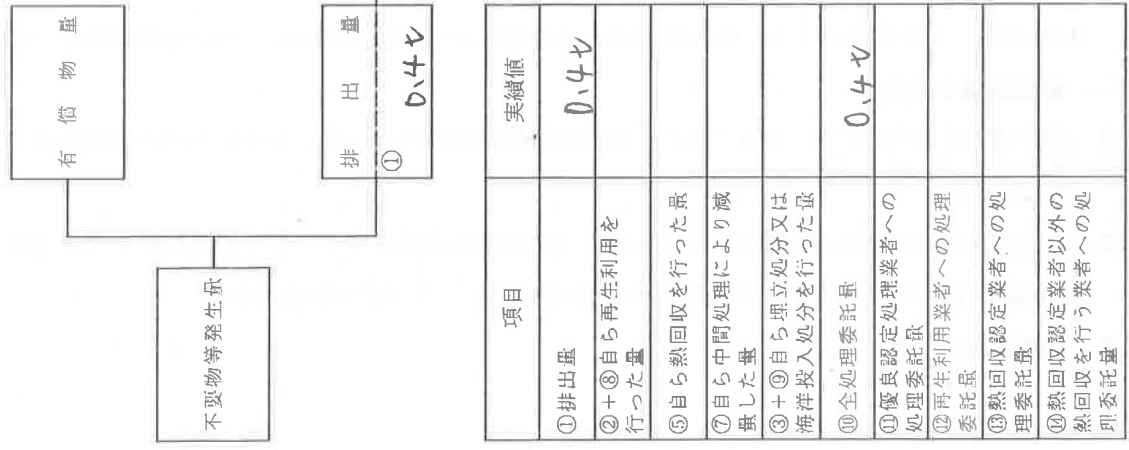 不要物等発生量
有償物量
排出量
①
0.4t
項目
実績値
①排出量
0.4t
②+⑧自ら再生利用を
行った量
⑤自ら熱回収を行った量
⑦自ら中間処理により減
量した量
③+⑨自ら埋立処分又は
海洋投入処分を行った量
⑩全処理委託量
0.4t
⑪優良認定処理業者への
処理委託量
⑫再生利用業者への処理
委託量
⑬熱回収認定業者への処
理委託量
⑭熱回収認定業者以外の
熱回収を行う業者への処
理委託量